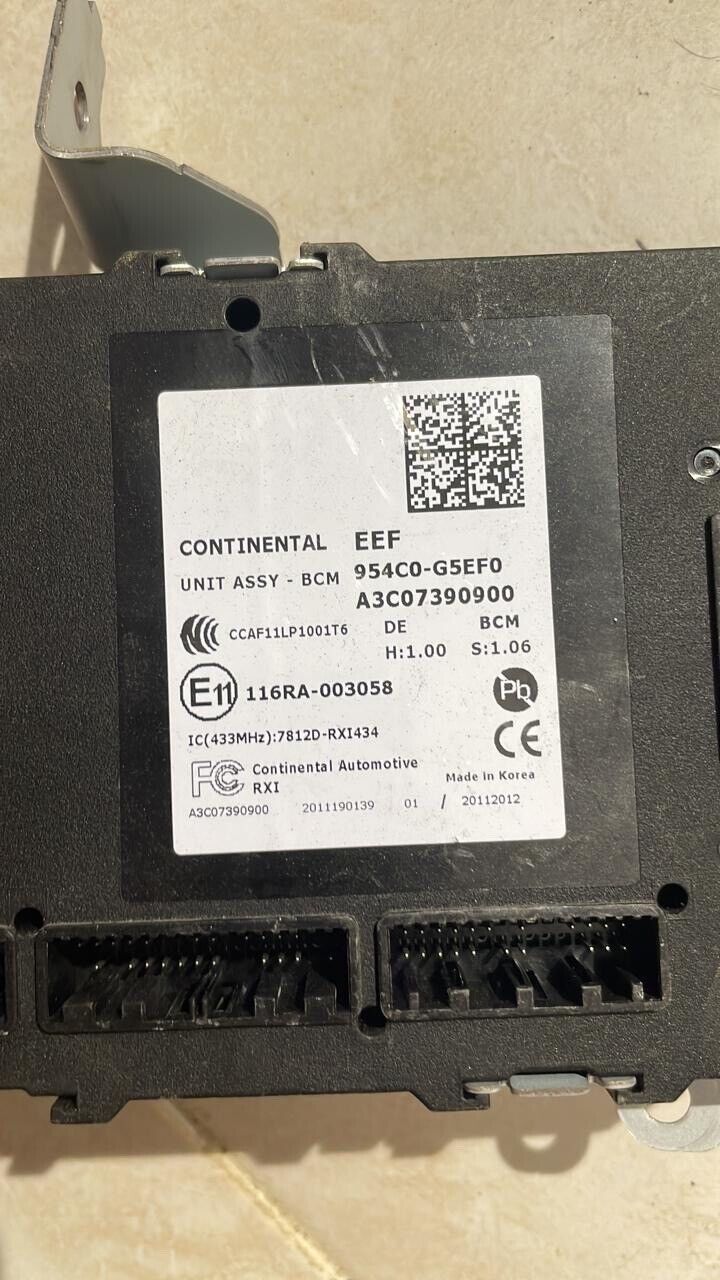 CONTINENTAL EEF
UNIT ASSY - BCM 954C0-G5EF0
A3C07390900
CCAF11LP1001T6 DE BCM
H:1.00 S:1.06
E11 116RA-003058 Pb
IC(433MHz):7812D-RXI434 CE
FC Continental Automotive
RXI Made in Korea
A3C07390900 2011190139 01 / 20112012